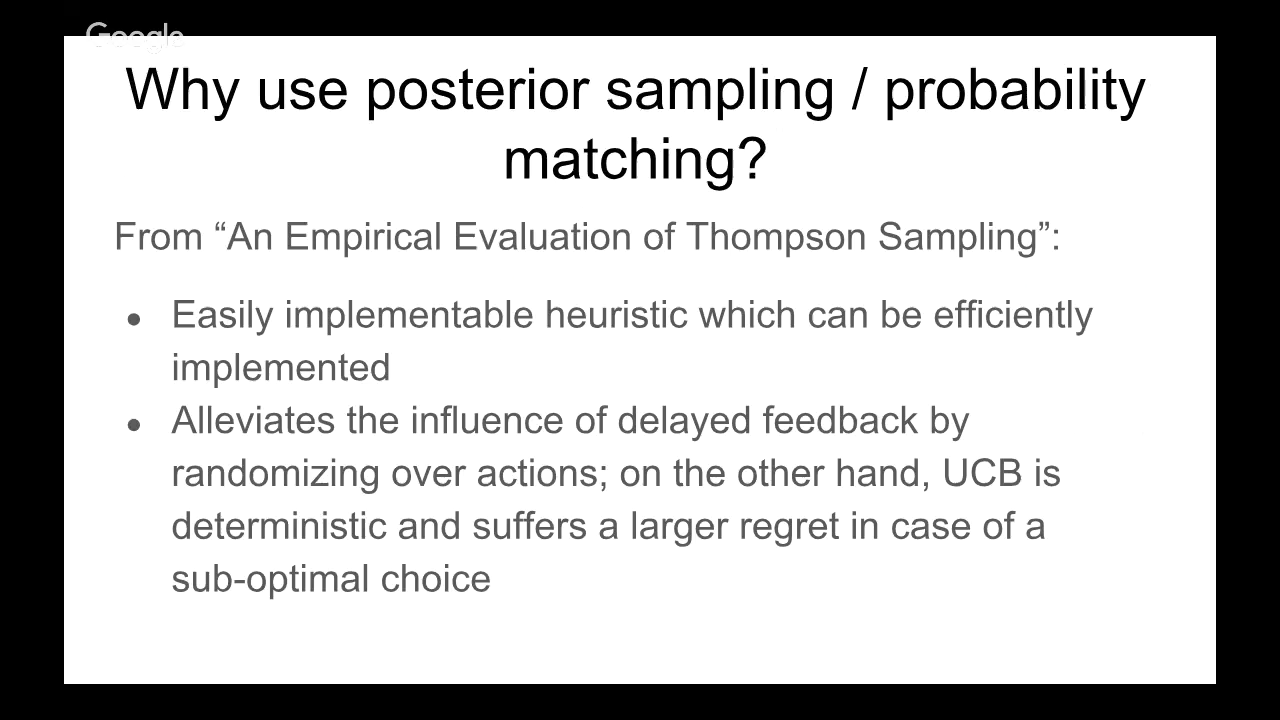 Google
Why use posterior sampling / probability
matching?
From “An Empirical Evaluation of Thompson Sampling”:
● Easily implementable heuristic which can be efficiently
implemented
● Alleviates the influence of delayed feedback by
randomizing over actions; on the other hand, UCB is
deterministic and suffers a larger regret in case of a
sub-optimal choice